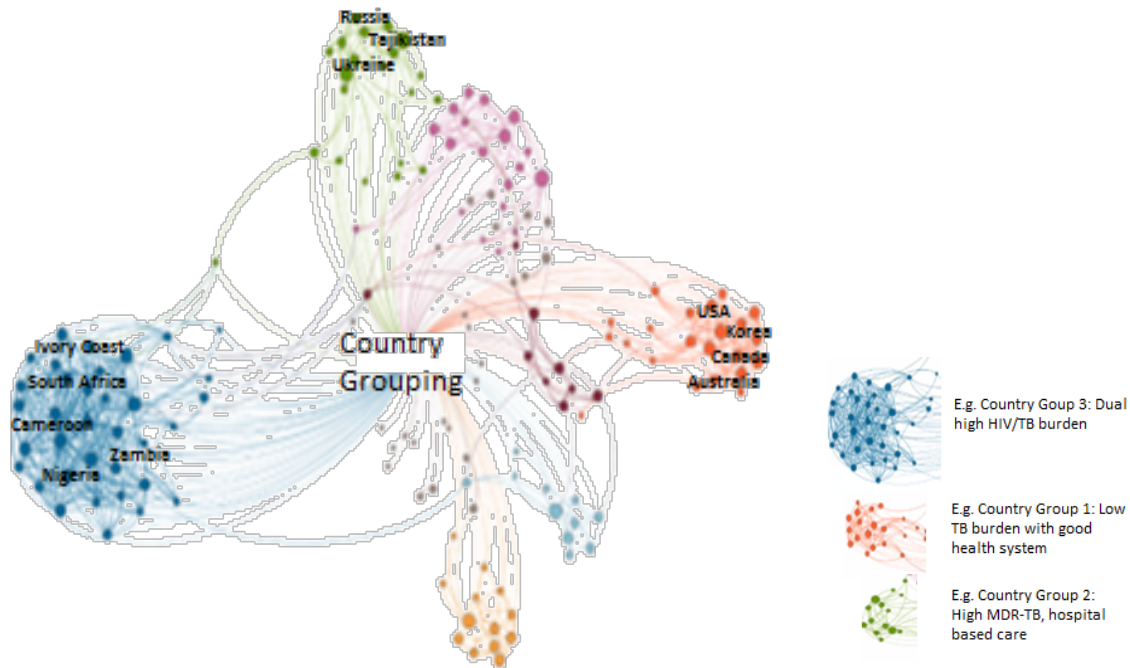 Russia
Tajikistan
Ukraine
USA
Korea
Canada
Australia
Country
Grouping
Ivory Coast
South Africa
Cameroon
Zambia
Nigeria
E.g. Country Goup 3: Dual
high HIV/TB burden
E.g. Country Group 1: Low
TB burden with good
health system
E.g. Country Group 2:
High MDR-TB, hospital
based care